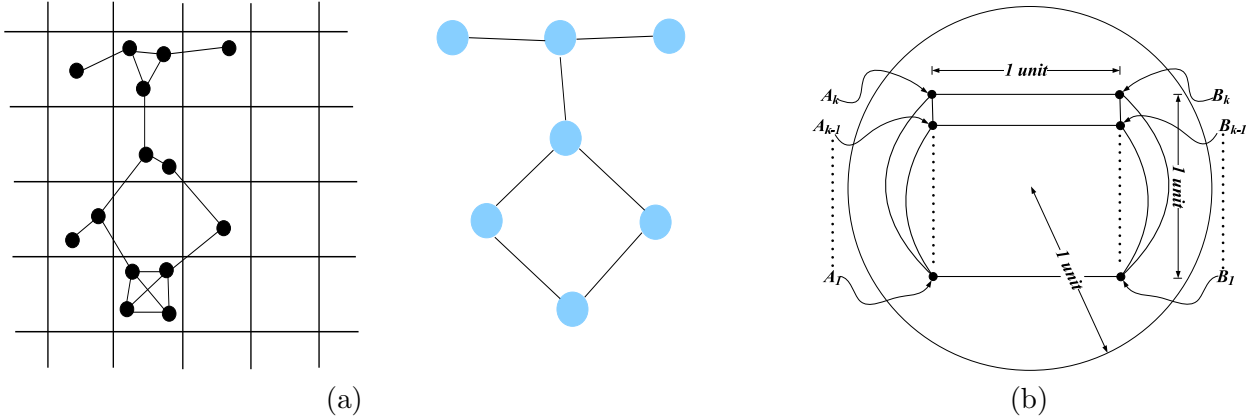 1 unit
A_k
B_k
A_{k-1}
B_{k-1}
1 unit
1 unit
A_1
B_1
(a)
(b)